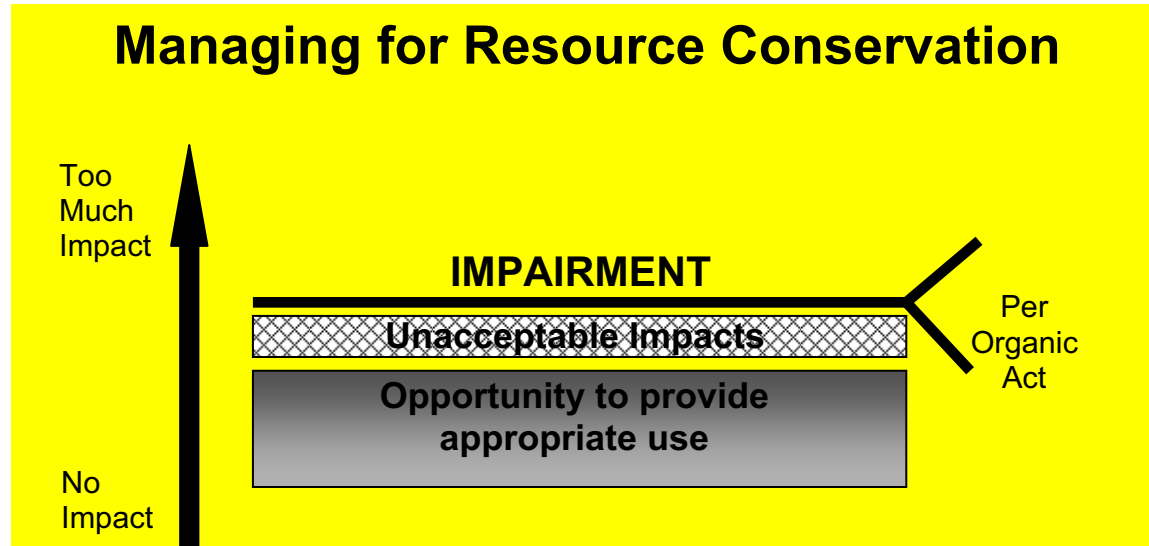 Managing for Resource Conservation
Too
Much
Impact
IMPAIRMENT
Unacceptable Impacts
Per
Organic
Act
Opportunity to provide
appropriate use
No
Impact